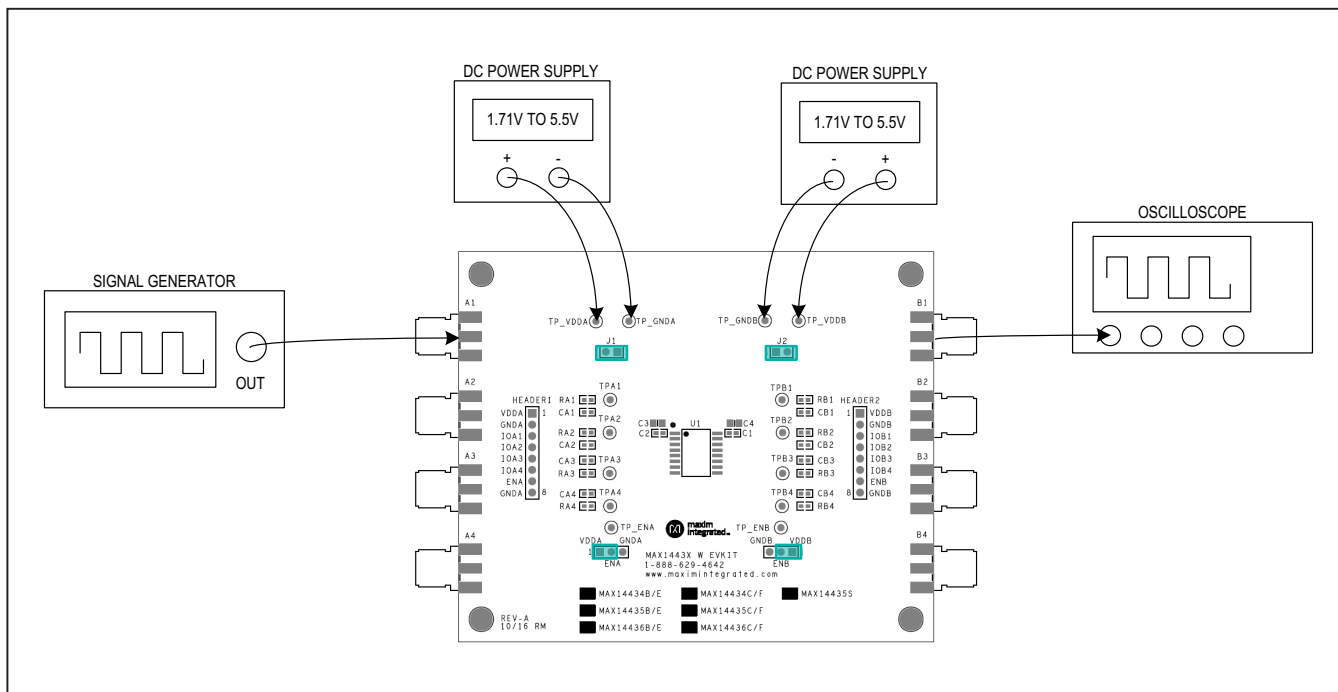 DC POWER SUPPLY
1.71V TO 5.5V
+ -
DC POWER SUPPLY
1.71V TO 5.5V
- +
OSCILLOSCOPE
SIGNAL GENERATOR
OUT
A1
TP_VDDA
TP_GNDA
TP_GNDB
TP_VDDB
B1
J1
J2
A2
HEADER1
VDDA 1
GNDA
IOA1
IOA2
IOA3
IOA4
ENA
GNDA 8
A3
A4
RA1
CA1
RA2
CA2
CA3
RA3
CA4
RA4
TPA1
TPA2
TPA3
TPA4
C3
C2
U1
C4
C1
TPB1
TPB2
TPB3
TPB4
RB1
CB1
RB2
CB2
CB3
RB3
CB4
RB4
HEADER2
1 VDDB
GNDB
IOB1
IOB2
IOB3
IOB4
ENB
8 GNDB
B2
B3
B4
TP_ENA
maxim
integrated™
TP_ENB
VDDA GNDA
1
ENA
GNDB VDDB
ENB
MAX1443X W EVKIT
1-888-629-4642
www.maximintegrated.com
MAX14434B/E MAX14434C/F MAX14435S
MAX14435B/E MAX14435C/F
MAX14436B/E MAX14436C/F
REV-A
10/16 RM